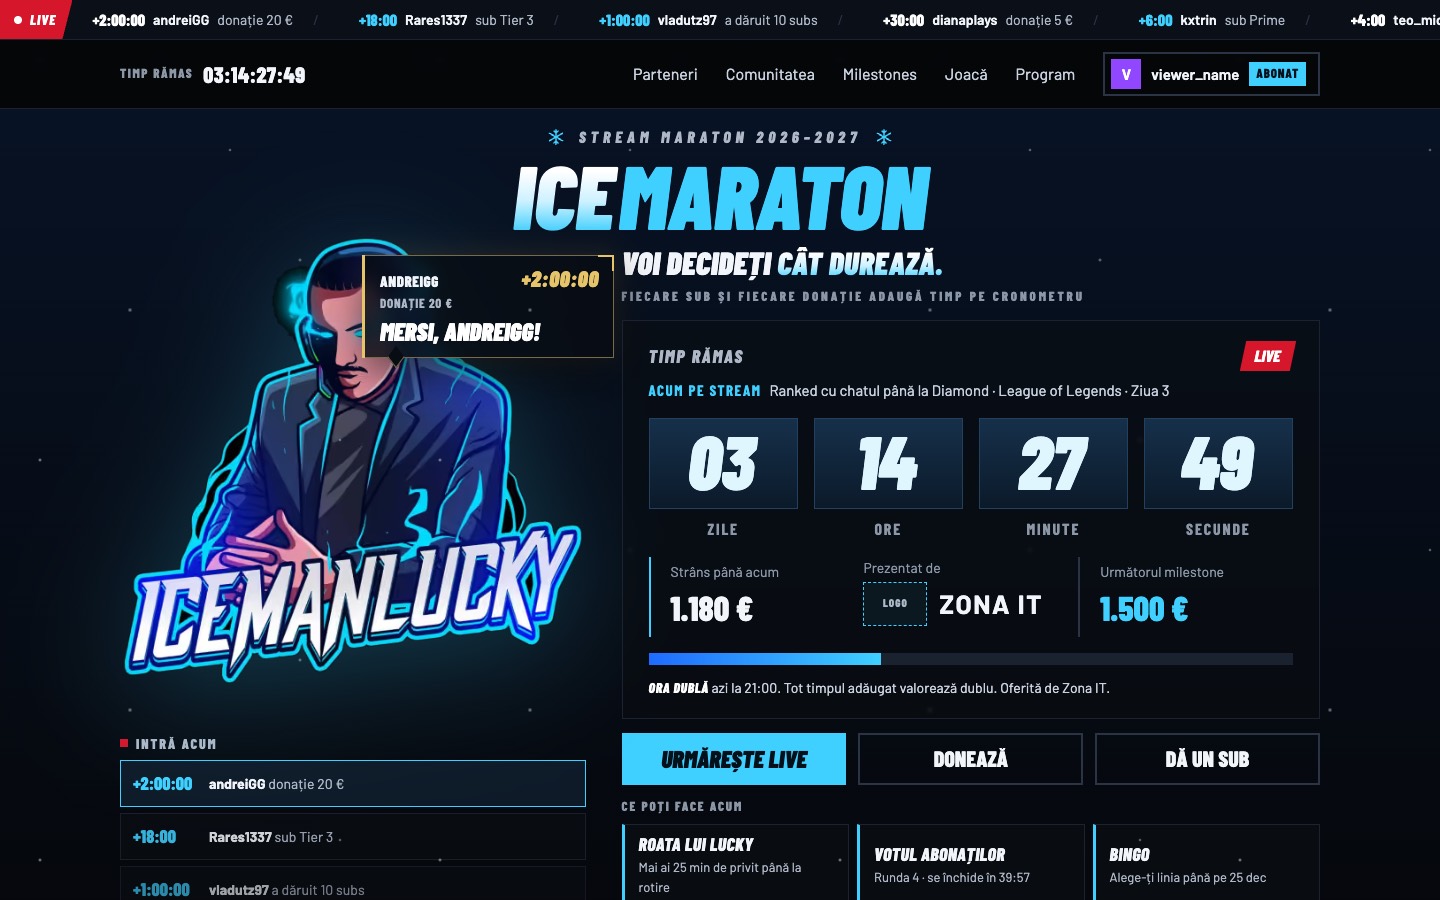 LIVE
+2:00:00 andreiGG donație 20 € / +18:00 Rares1337 sub Tier 3 / +1:00:00 vladutz97 a dăruit 10 subs / +30:00 dianaplays donație 5 € / +6:00 kxtrin sub Prime / +4:00
TIMP RĂMAS 03:14:27:49
Parteneri Comunitatea Milestones Joacă Program
V viewer_name ABONAT
STREAM MARATON 2026-2027
ICEMARATON
VOI DECIDEȚI CÂT DUREAZĂ.
FIECARE SUB ȘI FIECARE DONAȚIE ADAUGĂ TIMP PE CRONOMETRU
ANDREIGG +2:00:00
DONAȚIE 20 €
MERSI, ANDREIGG!
ICEMANLUCKY
TIMP RĂMAS
LIVE
ACUM PE STREAM Ranked cu chatul până la Diamond · League of Legends · Ziua 3
03 14 27 49
ZILE ORE MINUTE SECUNDE
Strâns până acum
1.180 €
Prezentat de
LOGO ZONA IT
Următorul milestone
1.500 €
ORA DUBLĂ azi la 21:00. Tot timpul adăugat valorează dublu. Oferită de Zona IT.
URMĂREȘTE LIVE
DONEAZĂ
DĂ UN SUB
INTRĂ ACUM
+2:00:00 andreiGG donație 20 €
+18:00 Rares1337 sub Tier 3
+1:00:00 vladutz97 a dăruit 10 subs
CE POȚI FACE ACUM
ROATA LUI LUCKY
Mai ai 25 min de privit până la
rotire
VOTUL ABONAȚILOR
Runda 4 · se închide în 39:57
BINGO
Alege-ți linia până pe 25 dec